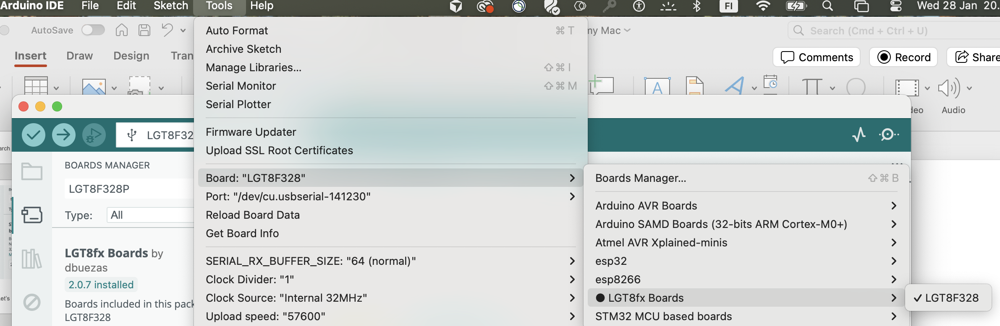 Arduino IDE File Edit Sketch Tools Help FI Wed 28 Jan 20.
AutoSave my Mac Search (Cmd + Ctrl + U)
Insert Draw Design Tran Comments Record Share
Audio
Auto Format ⌘ T
Archive Sketch
Manage Libraries... ⇧ ⌘ I
Serial Monitor ⇧ ⌘ M
Serial Plotter
Firmware Updater
Upload SSL Root Certificates
Board: "LGT8F328"
Port: "/dev/cu.usbserial-141230"
Reload Board Data
Get Board Info
SERIAL_RX_BUFFER_SIZE: "64 (normal)"
Clock Divider: "1"
Clock Source: "Internal 32MHz"
Upload speed: "57600"
Boards Manager... ⇧ ⌘ B
Arduino AVR Boards
Arduino SAMD Boards (32-bits ARM Cortex-M0+)
Atmel AVR Xplained-minis
esp32
esp8266
LGT8fx Boards
STM32 MCU based boards
✓ LGT8F328
LGT8F32
BOARDS MANAGER
LGT8F328P
Type: All
LGT8fx Boards by
dbuezas
2.0.7 installed
Boards included in this pack
LGT8F328